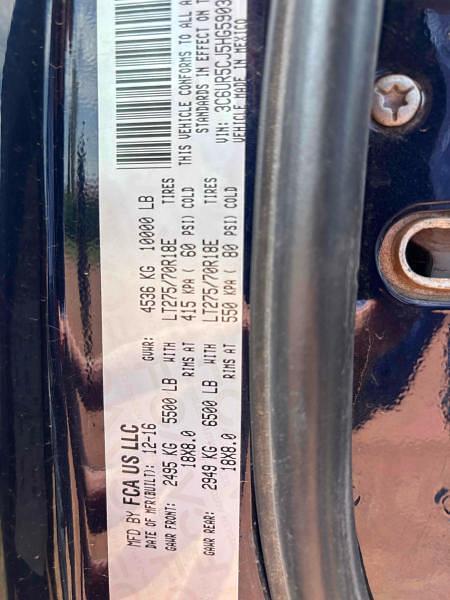 MFD BY FCA US LLC
DATE OF MFR(BUILT): 12-16 GVWR: 4536 KG 10000 LB
GAWR FRONT: 2495 KG 5500 LB WITH LT275/70R18E TIRES
18X8.0 RIMS AT 415 KPA ( 60 PSI) COLD
GAWR REAR: 2949 KG 6500 LB WITH LT275/70R18E TIRES
18X8.0 RIMS AT 550 KPA ( 80 PSI) COLD
THIS VEHICLE CONFORMS TO ALL
STANDARDS IN EFFECT ON
VIN: 3C6UR5CJ5HG5903
VEHICLE MADE IN MEXICO